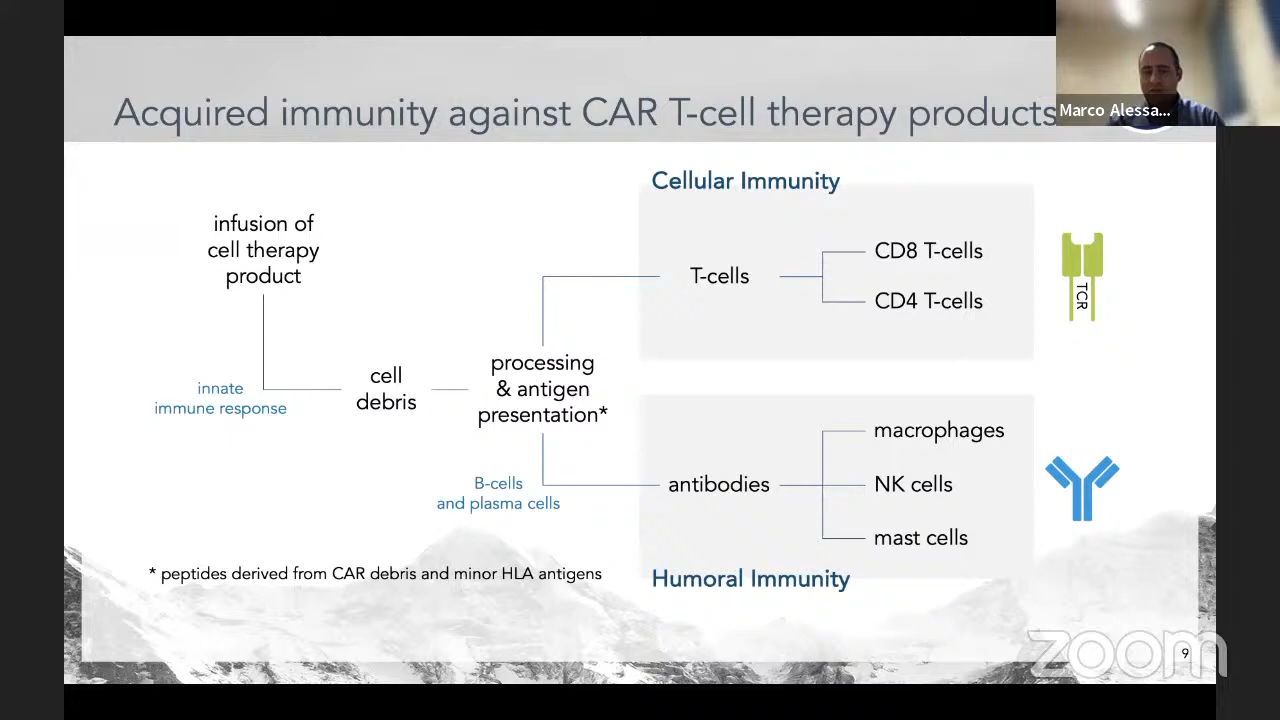 Marco Alessa...
Acquired immunity against CAR T-cell therapy products
Cellular Immunity
infusion of
cell therapy
product
CD8 T-cells
T-cells
CD4 T-cells
TCR
processing
& antigen
presentation*
cell
debris
innate
immune response
macrophages
B-cells
and plasma cells
antibodies
NK cells
mast cells
* peptides derived from CAR debris and minor HLA antigens
Humoral Immunity
zoom
9